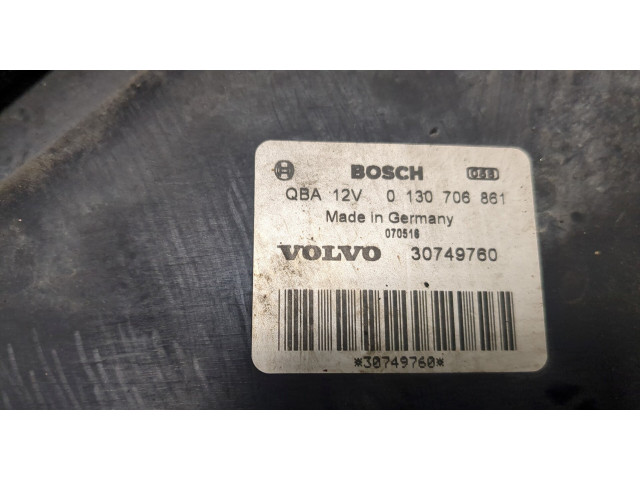 BOSCH
QBA 12V 0 130 706 861
Made in Germany
070516
VOLVO 30749760
*30749760*